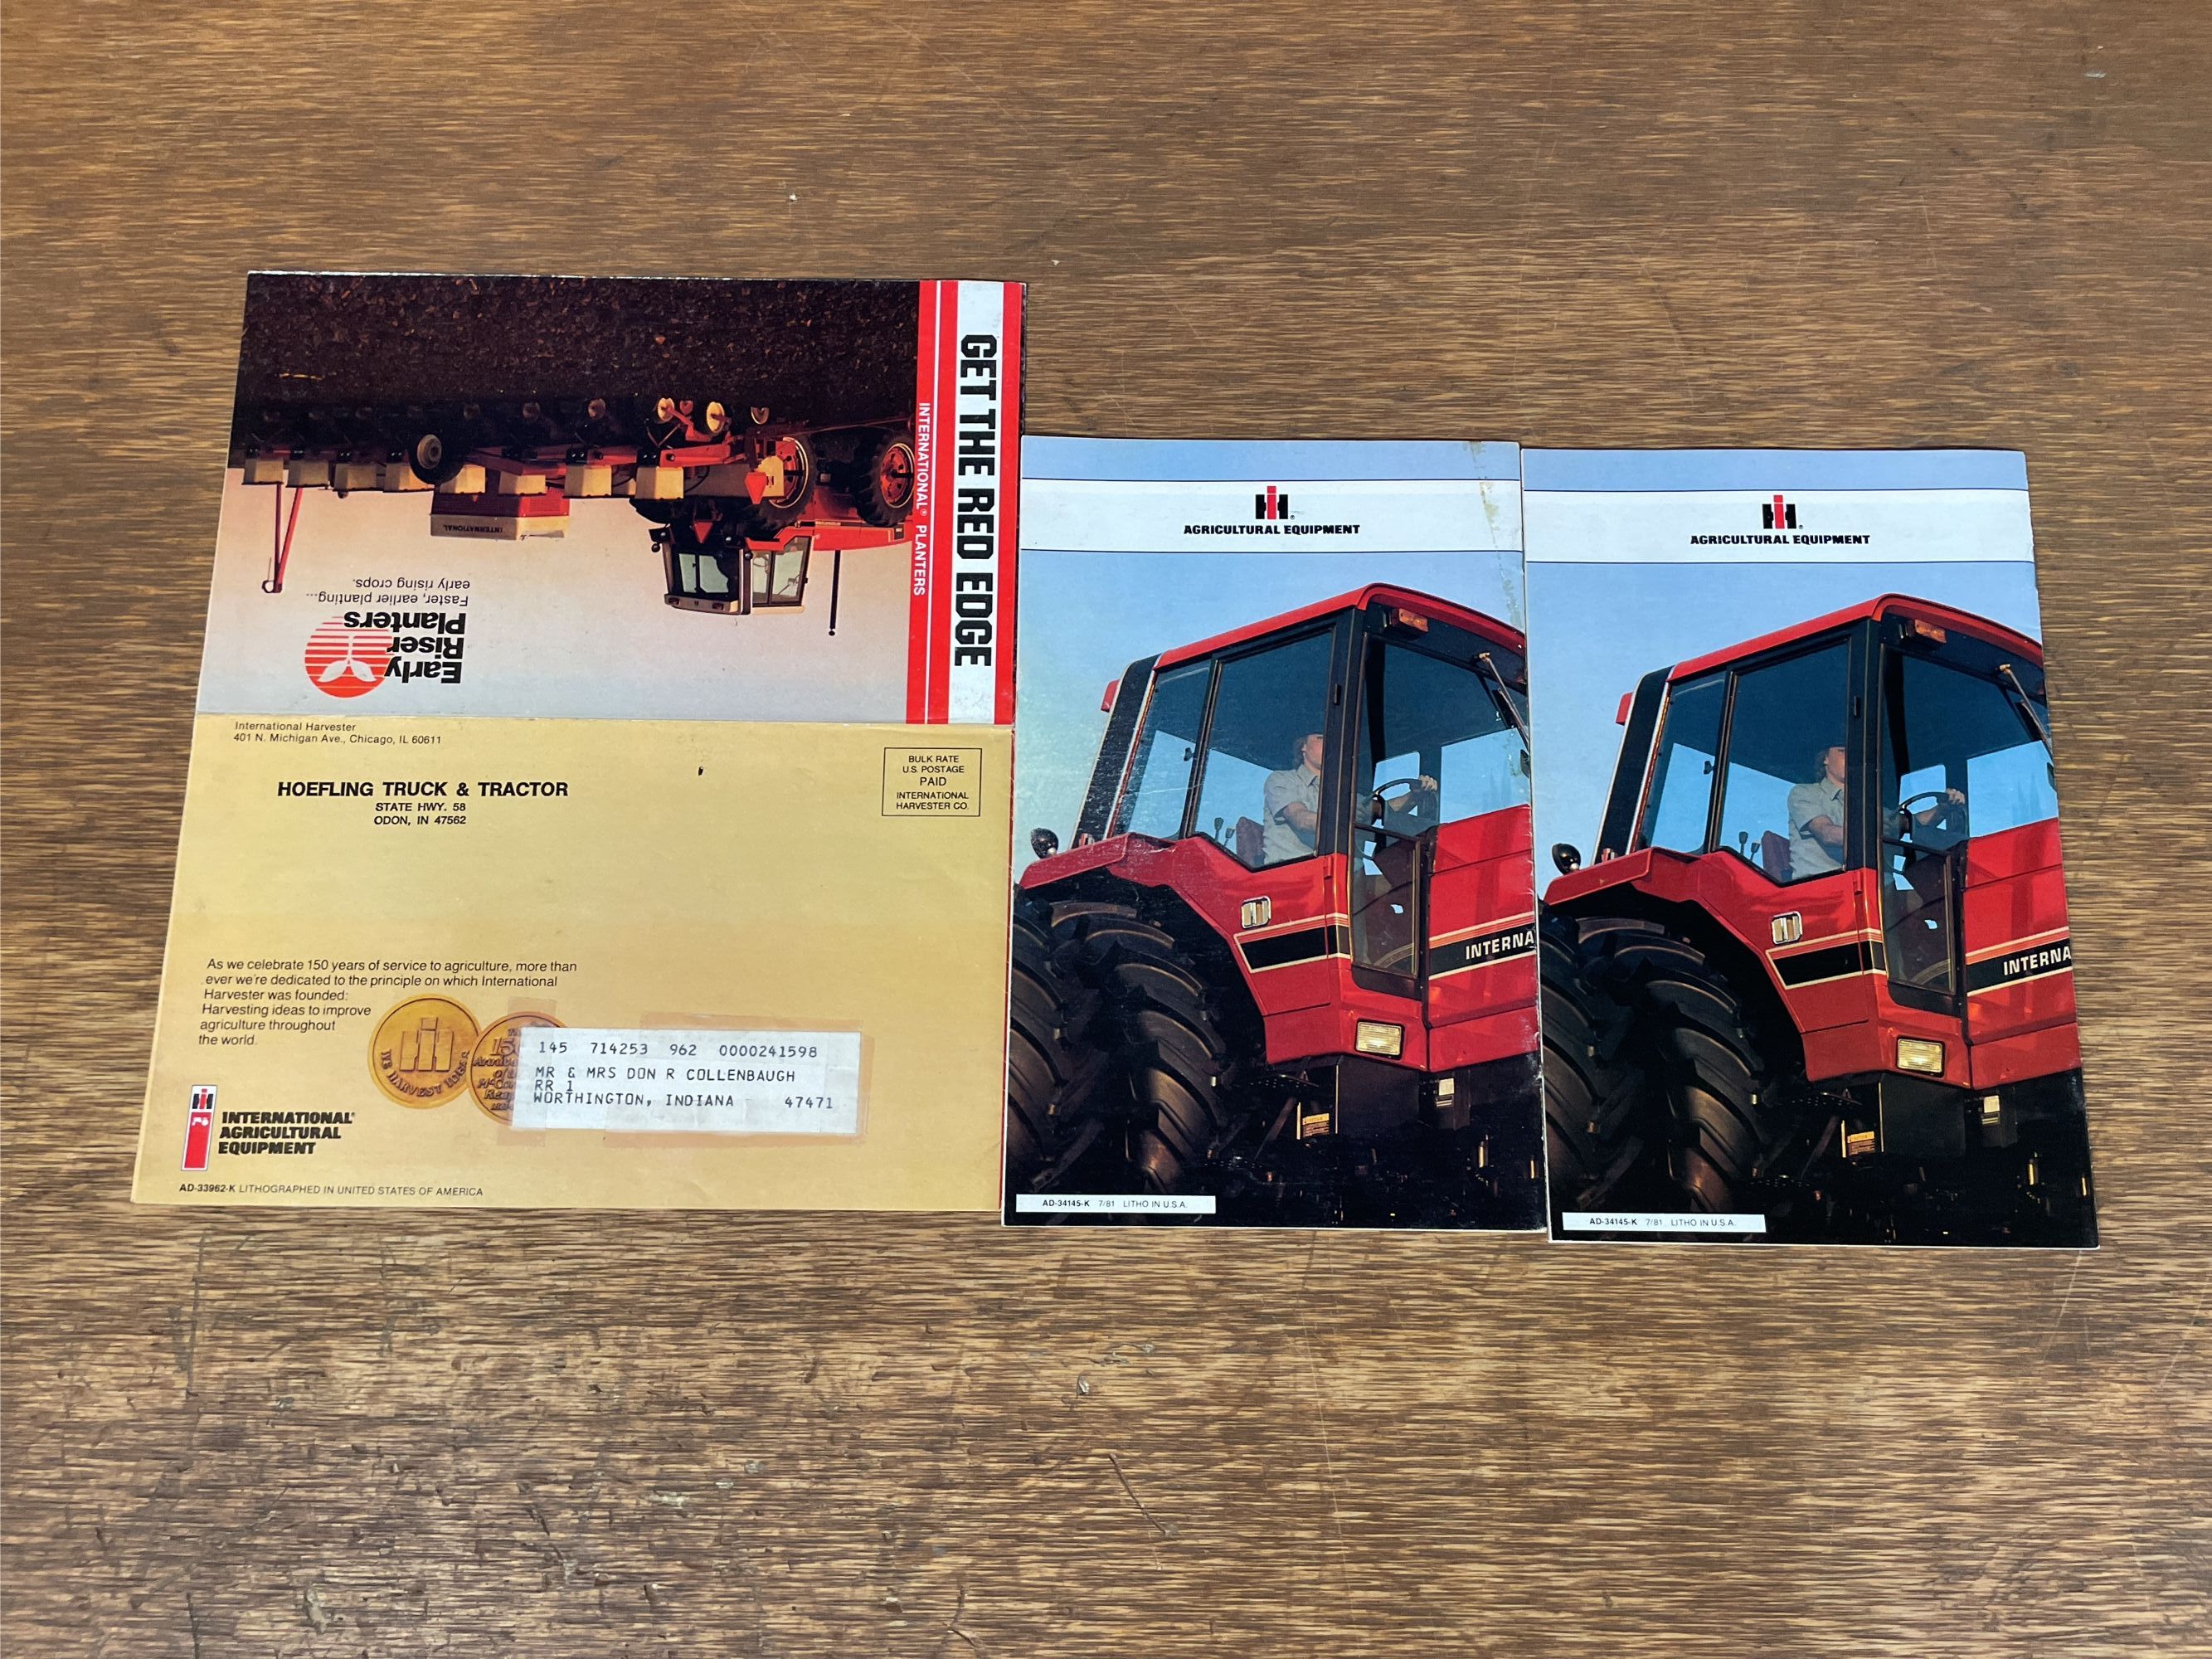 GET THE RED EDGE
INTERNATIONAL® PLANTERS
INTERNATIONAL
Early
Riser
Planters
Faster, earlier planting...
early rising crops.
International Harvester
401 N. Michigan Ave., Chicago, IL 60611
HOEFLING TRUCK & TRACTOR
STATE HWY. 58
ODON, IN 47562
BULK RATE
U.S. POSTAGE
PAID
INTERNATIONAL
HARVESTER CO.
As we celebrate 150 years of service to agriculture, more than
ever we're dedicated to the principle on which International
Harvester was founded:
Harvesting ideas to improve
agriculture throughout
the world.
145 714253 962 0000241598
MR & MRS DON R COLLENBAUGH
RR 1
WORTHINGTON, INDIANA 47471
INTERNATIONAL®
AGRICULTURAL
EQUIPMENT
AD-33962-K LITHOGRAPHED IN UNITED STATES OF AMERICA
IH®
AGRICULTURAL EQUIPMENT
INTERNA
AD-34145-K 7/81 LITHO IN U.S.A.
IH®
AGRICULTURAL EQUIPMENT
INTERNA
AD-34145-K 7/81 LITHO IN U.S.A.